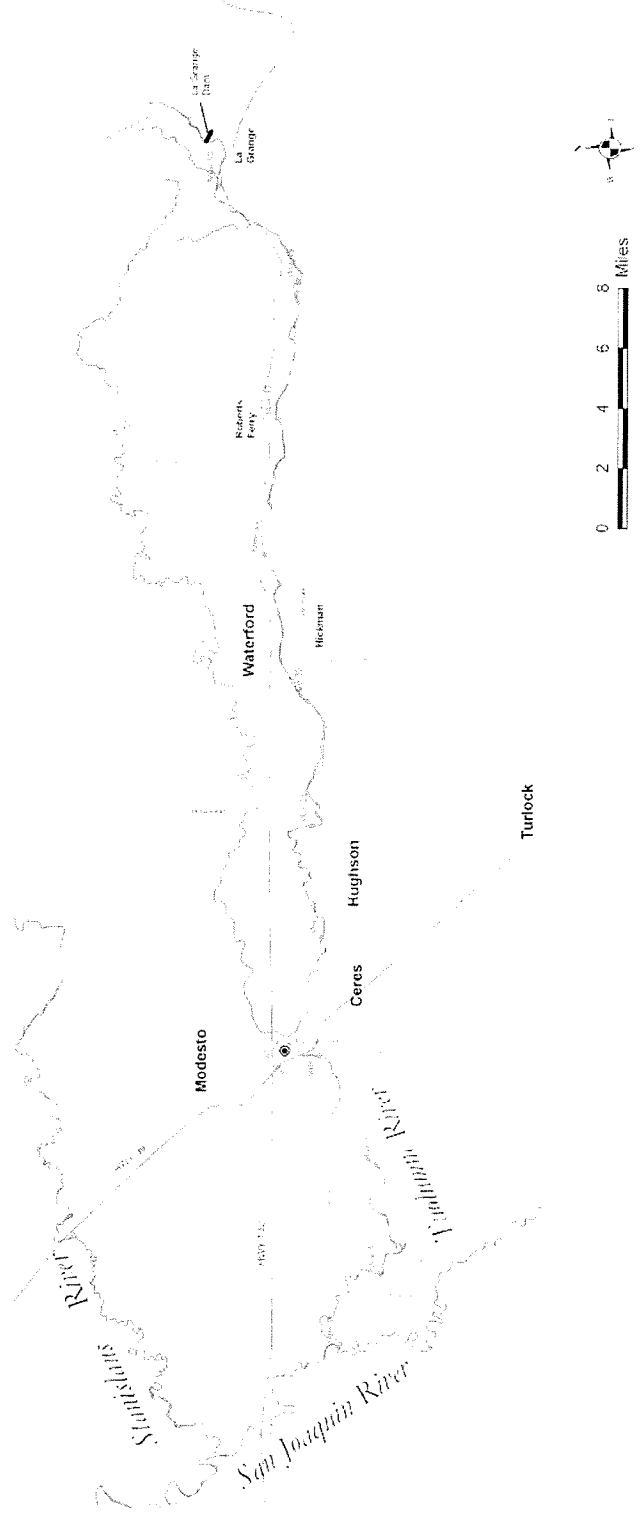 La Grange
Dam
La
Grange
Roberts
Ferry
Waterford
Hickman
Hughson
Turlock
Ceres
Modesto
Tuolumne River
Stanislaus River
San Joaquin River
0 2 4 6 8
Miles